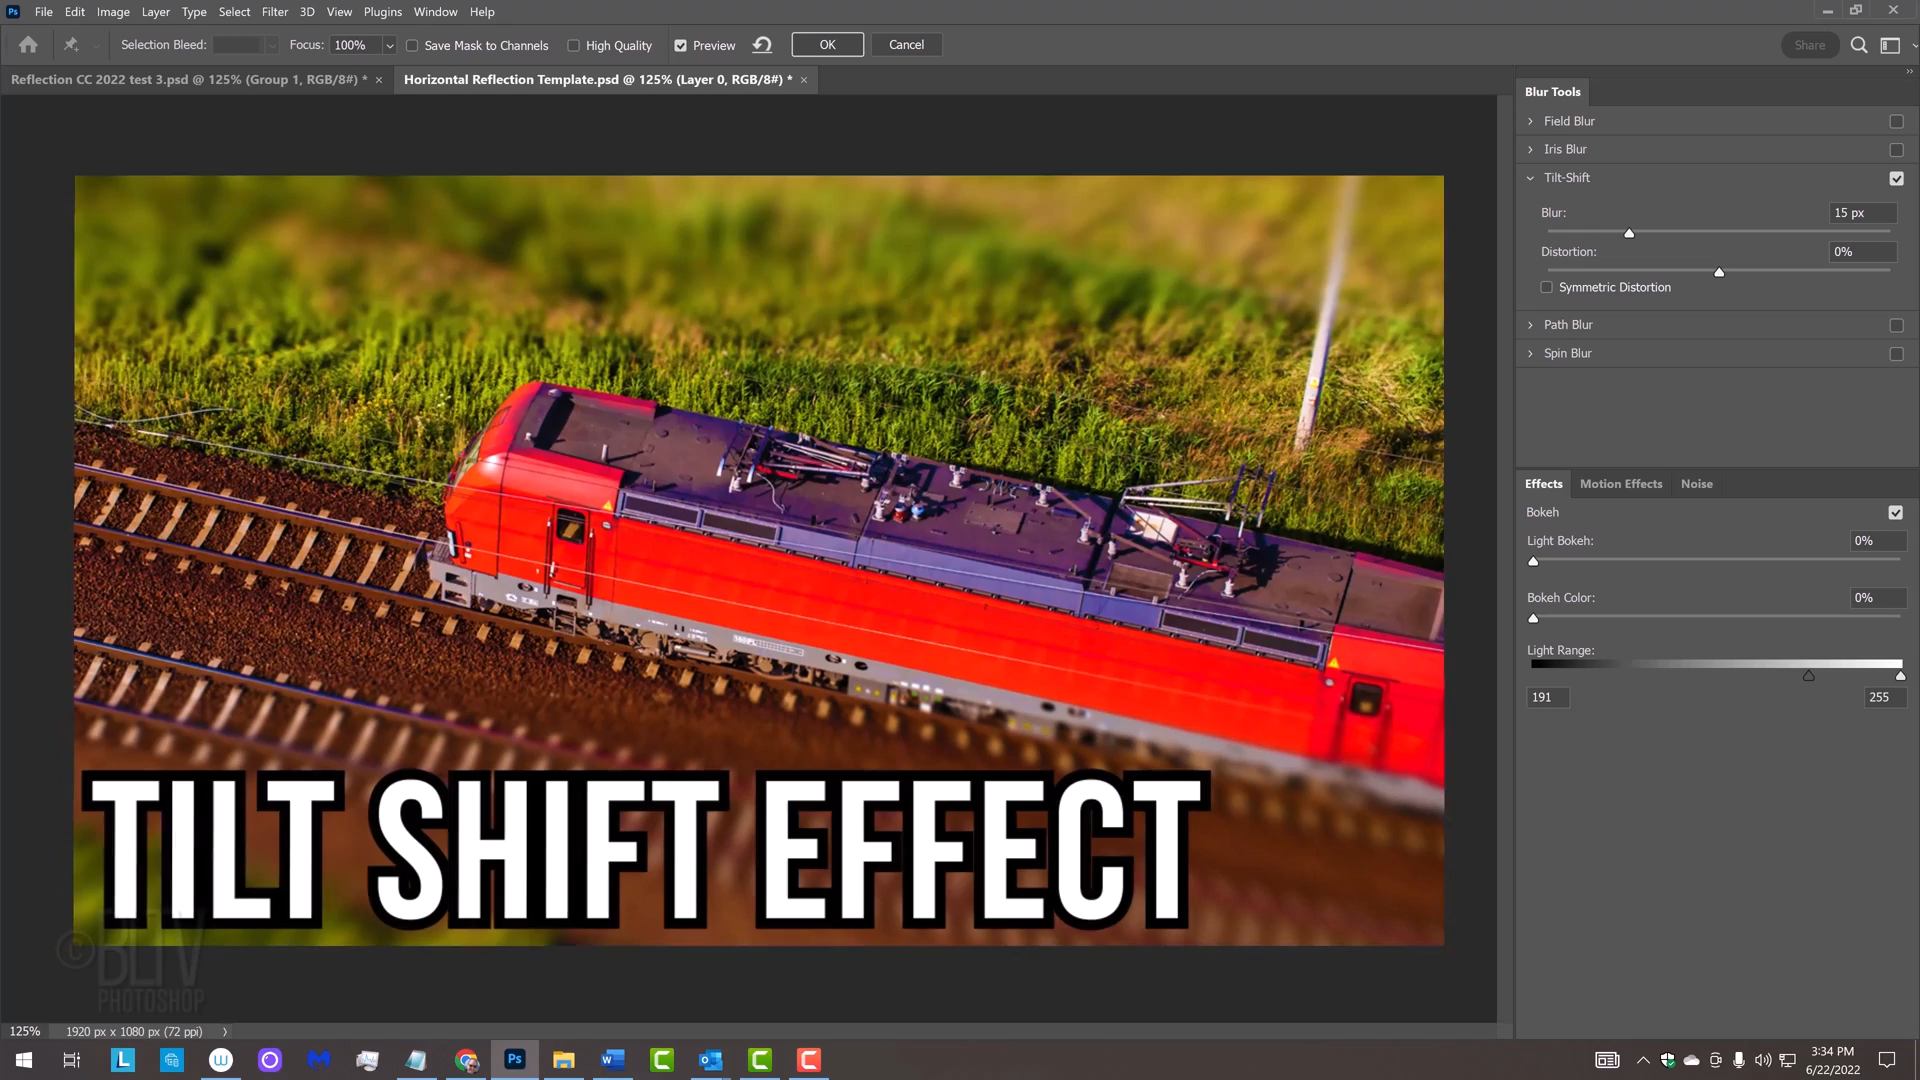 File Edit Image Layer Type Select Filter 3D View Plugins Window Help
Selection Bleed: Focus: 100% Save Mask to Channels High Quality Preview OK Cancel Share
Reflection CC 2022 test 3.psd @ 125% (Group 1, RGB/8#) * × Horizontal Reflection Template.psd @ 125% (Layer 0, RGB/8#) * ×
Blur Tools
Field Blur
Iris Blur
Tilt-Shift
Blur: 15 px
Distortion: 0%
Symmetric Distortion
Path Blur
Spin Blur
Effects Motion Effects Noise
Bokeh
Light Bokeh: 0%
Bokeh Color: 0%
Light Range:
191 255
TILT SHIFT EFFECT
© BLTV
PHOTOSHOP
125% 1920 px x 1080 px (72 ppi)
3:34 PM
6/22/2022